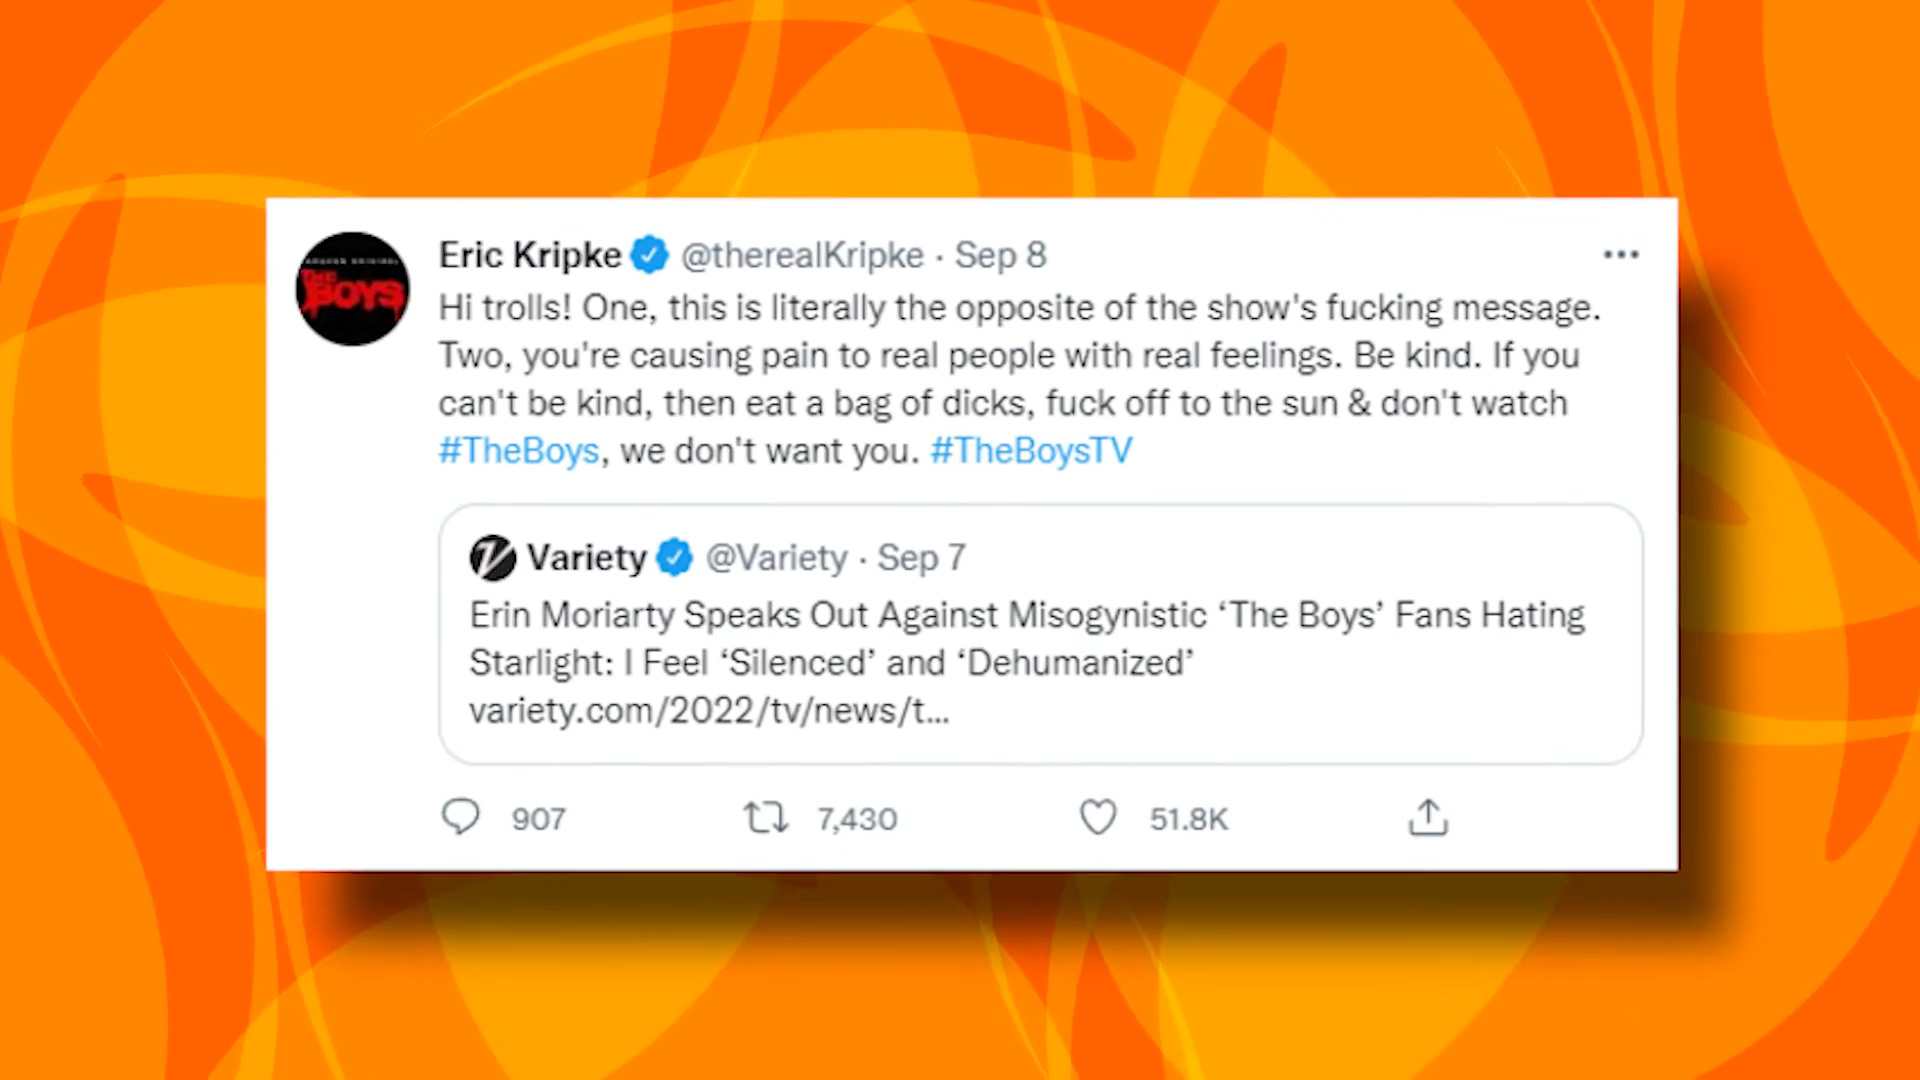 Eric Kripke @therealKripke · Sep 8
Hi trolls! One, this is literally the opposite of the show's fucking message.
Two, you're causing pain to real people with real feelings. Be kind. If you
can't be kind, then eat a bag of dicks, fuck off to the sun & don't watch
#TheBoys, we don't want you. #TheBoysTV
THE
BOYS
Variety @Variety · Sep 7
Erin Moriarty Speaks Out Against Misogynistic ‘The Boys’ Fans Hating
Starlight: I Feel ‘Silenced’ and ‘Dehumanized’
variety.com/2022/tv/news/t...
907 7,430 51.8K